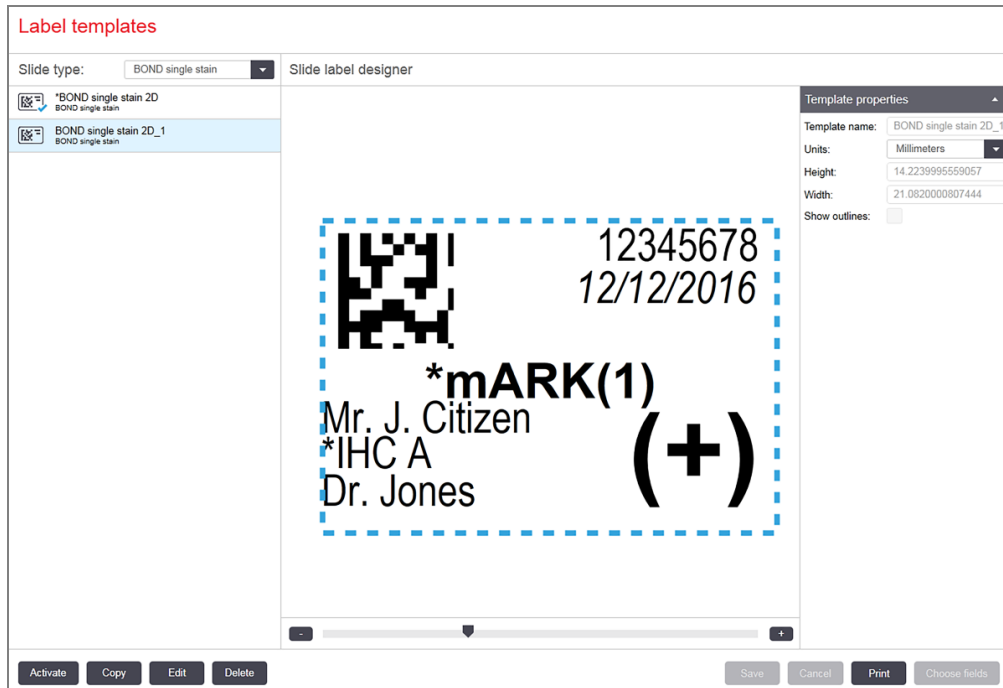 Label templates
Slide type:
BOND single stain
Slide label designer
*BOND single stain 2D
BOND single stain
BOND single stain 2D_1
BOND single stain
Template properties
Template name:
BOND single stain 2D_1
Units:
Millimeters
Height:
14.2239995559057
Width:
21.0820000807444
Show outlines:
12345678
12/12/2016
*mARK(1)
Mr. J. Citizen
*IHC A
Dr. Jones
(+)
-
+
Activate
Copy
Edit
Delete
Save
Cancel
Print
Choose fields